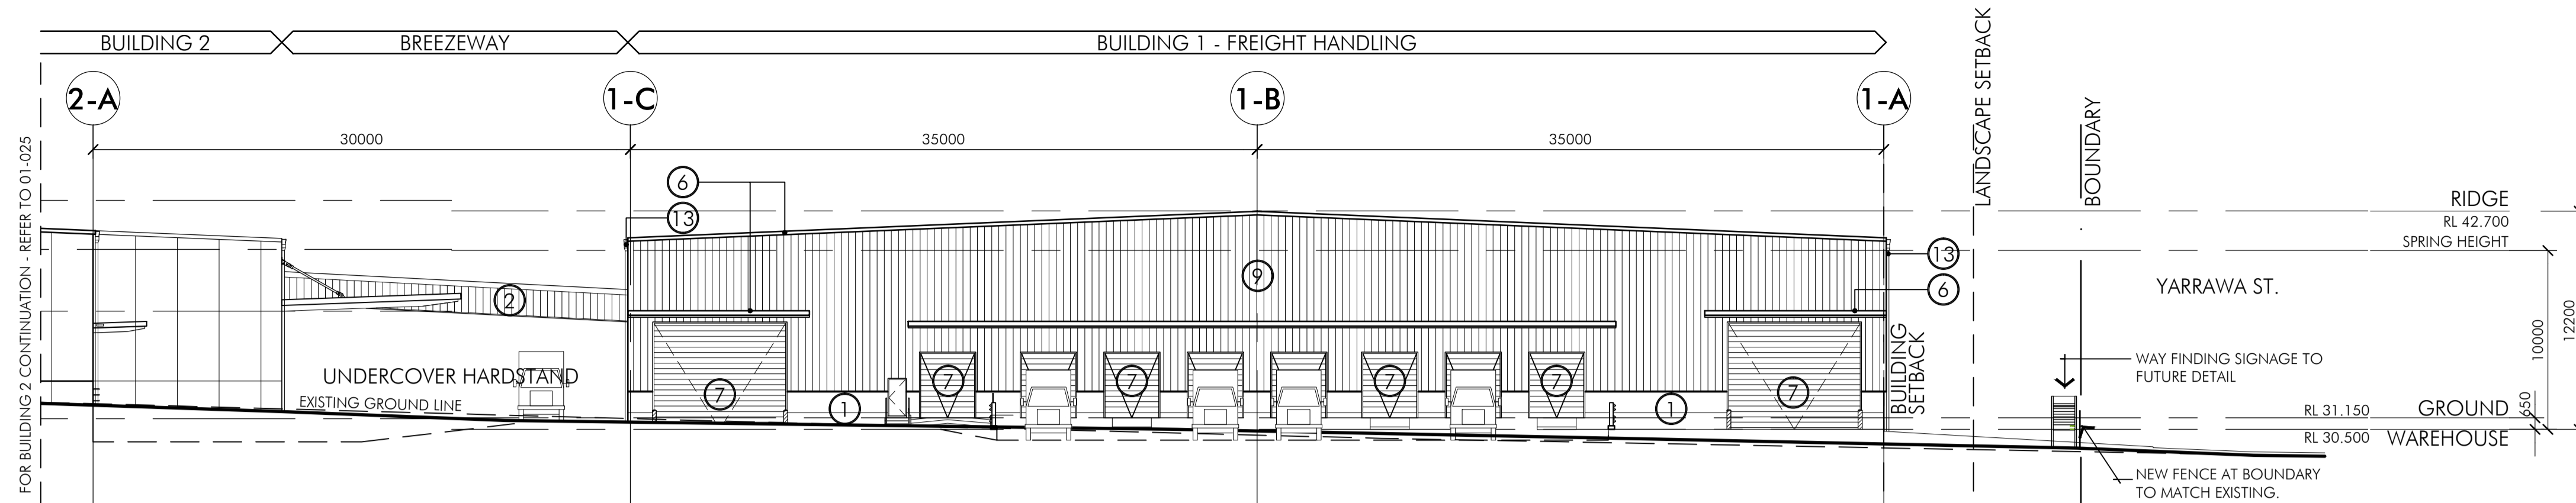 BUILDING 2
BREEZEWAY
BUILDING 1 - FREIGHT HANDLING
2-A
1-C
1-B
1-A
30000
35000
35000
LANDSCAPE SETBACK
BOUNDARY
FOR BUILDING 2 CONTINUATION - REFER TO 01-025
6
13
RIDGE
RL 42.700
SPRING HEIGHT
13
6
9
2
YARRAWA ST.
10000
12200
UNDERCOVER HARDSTAND
EXISTING GROUND LINE
7
1
7
7
7
7
1
7
BUILDING
SETBACK
WAY FINDING SIGNAGE TO
FUTURE DETAIL
RL 31.150
GROUND
650
RL 30.500
WAREHOUSE
NEW FENCE AT BOUNDARY
TO MATCH EXISTING.